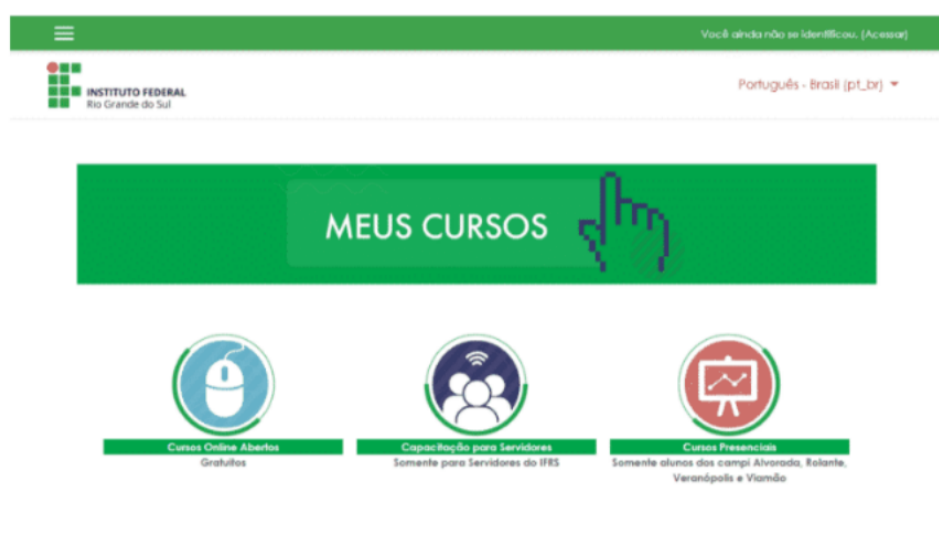 Você ainda não se identificou. (Acessar)
INSTITUTO FEDERAL
Rio Grande do Sul
Português - Brasil (pt_br)
MEUS CURSOS
Cursos Online Abertos
Gratuitos
Capacitação para Servidores
Somente para Servidores do IFRS
Cursos Presenciais
Somente alunos dos campi Alvorada, Rolante,
Veranópolis e Viamão